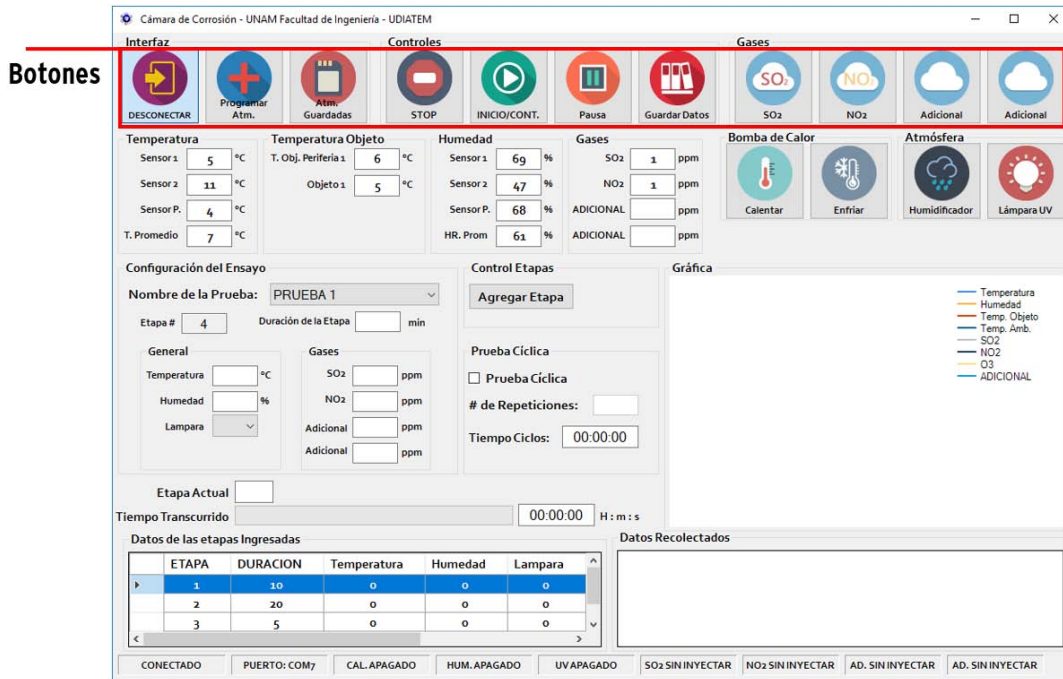 Cámara de Corrosión - UNAM Facultad de Ingeniería - UDIATEM
Interfaz Controles Gases
Botones
SO2 NO2
DESCONECTAR Programar Atm. Atm. Guardadas STOP INICIO/CONT. Pausa Guardar Datos SO2 NO2 Adicional Adicional
Temperatura Temperatura Objeto Humedad Gases Bomba de Calor Atmósfera
Sensor 1 5 °C T. Obj. Periferia 1 6 °C Sensor 1 69 % SO2 1 ppm
Sensor 2 11 °C Objeto 1 5 °C Sensor 2 47 % NO2 1 ppm
Sensor P. 4 °C Sensor P. 68 % ADICIONAL ppm Calentar Enfriar Humidificador Lámpara UV
T. Promedio 7 °C HR. Prom 61 % ADICIONAL ppm
Configuración del Ensayo Control Etapas Gráfica
Nombre de la Prueba: PRUEBA 1 Agregar Etapa
Etapa # 4 Duración de la Etapa min
General Gases Prueba Cíclica
Temperatura °C SO2 ppm Prueba Cíclica
Humedad % NO2 ppm # de Repeticiones:
Lampara Adicional ppm Tiempo Ciclos: 00:00:00
Adicional ppm
Temperatura
Humedad
Temp. Objeto
Temp. Amb.
SO2
NO2
O3
ADICIONAL
Etapa Actual
Tiempo Transcurrido 00:00:00 H : m : s
Datos de las etapas Ingresadas Datos Recolectados
ETAPA DURACION Temperatura Humedad Lampara
1 10 0 0 0
2 20 0 0 0
3 5 0 0 0
CONECTADO PUERTO: COM7 CAL. APAGADO HUM. APAGADO UV APAGADO SO2 SIN INYECTAR NO2 SIN INYECTAR AD. SIN INYECTAR AD. SIN INYECTAR